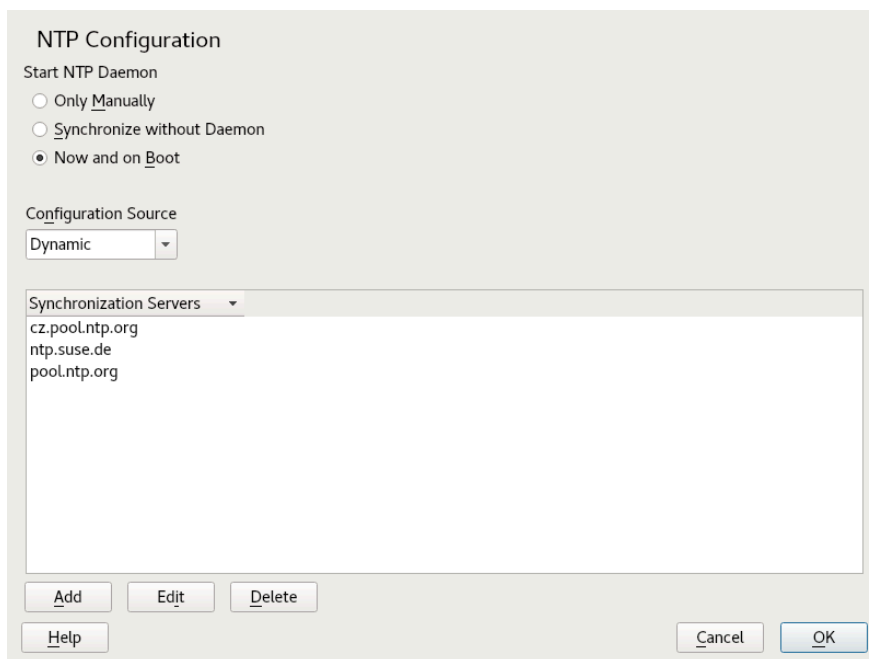 NTP Configuration
Start NTP Daemon
Only Manually
Synchronize without Daemon
Now and on Boot
Configuration Source
Dynamic
Synchronization Servers
cz.pool.ntp.org
ntp.suse.de
pool.ntp.org
Add Edit Delete
Help Cancel OK